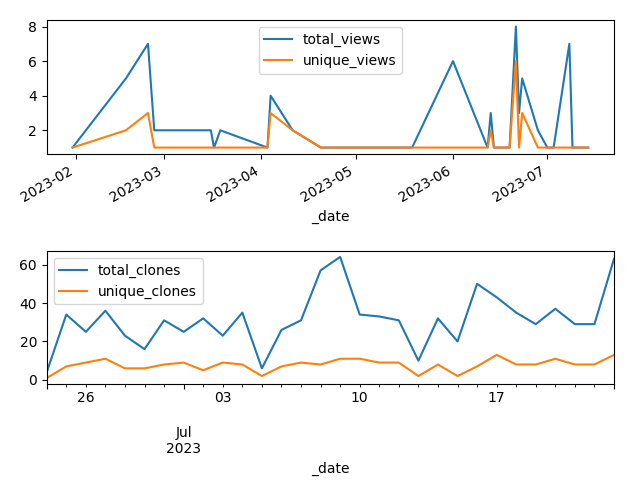 8
6
4
2
total_views
unique_views
2023-02
2023-03
2023-04
2023-05
2023-06
2023-07
_date
60
40
20
0
total_clones
unique_clones
26
03
10
17
Jul
2023
_date